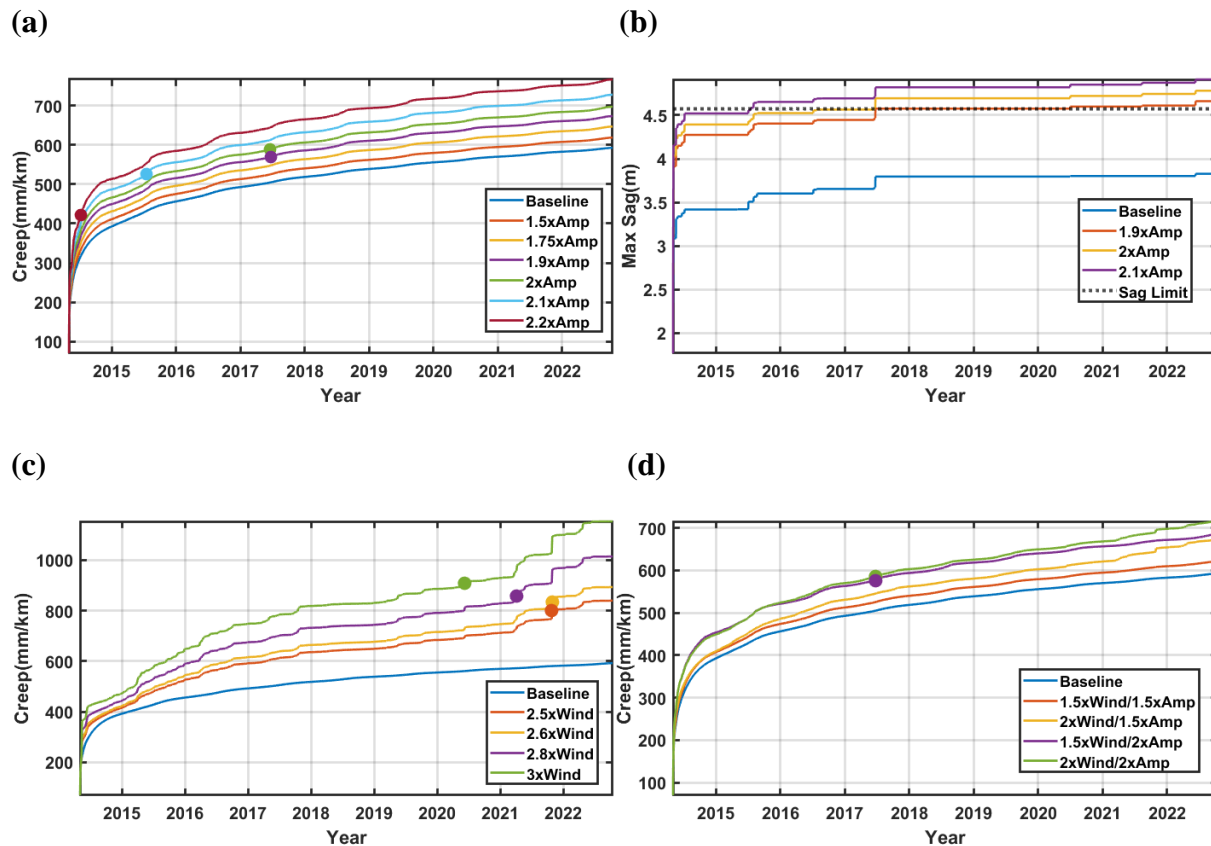 (a)
Creep(mm/km)
700
600
500
400
300
200
100
2015 2016 2017 2018 2019 2020 2021 2022
Year
Baseline
1.5xAmp
1.75xAmp
1.9xAmp
2xAmp
2.1xAmp
2.2xAmp
(b)
Max Sag(m)
4.5
4
3.5
3
2.5
2
2015 2016 2017 2018 2019 2020 2021 2022
Year
Baseline
1.9xAmp
2xAmp
2.1xAmp
Sag Limit
(c)
Creep(mm/km)
1000
800
600
400
200
2015 2016 2017 2018 2019 2020 2021 2022
Year
Baseline
2.5xWind
2.6xWind
2.8xWind
3xWind
(d)
Creep(mm/km)
700
600
500
400
300
200
100
2015 2016 2017 2018 2019 2020 2021 2022
Year
Baseline
1.5xWind/1.5xAmp
2xWind/1.5xAmp
1.5xWind/2xAmp
2xWind/2xAmp